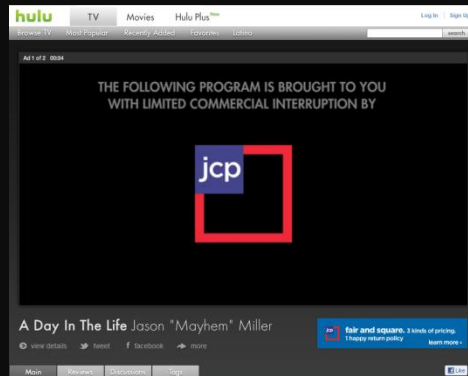 hulu TV Movies Hulu Plus New Log In Sign Up
Browse TV Most Popular Recently Added Favorites Latino search
Ad 1 of 2 00:04
THE FOLLOWING PROGRAM IS BROUGHT TO YOU
WITH LIMITED COMMERCIAL INTERRUPTION BY
jcp
A Day In The Life Jason "Mayhem" Miller
jcp fair and square. 3 kinds of pricing.
1 happy return policy
learn more ›
view details tweet f facebook more
Main Reviews Discussions Tags f Like